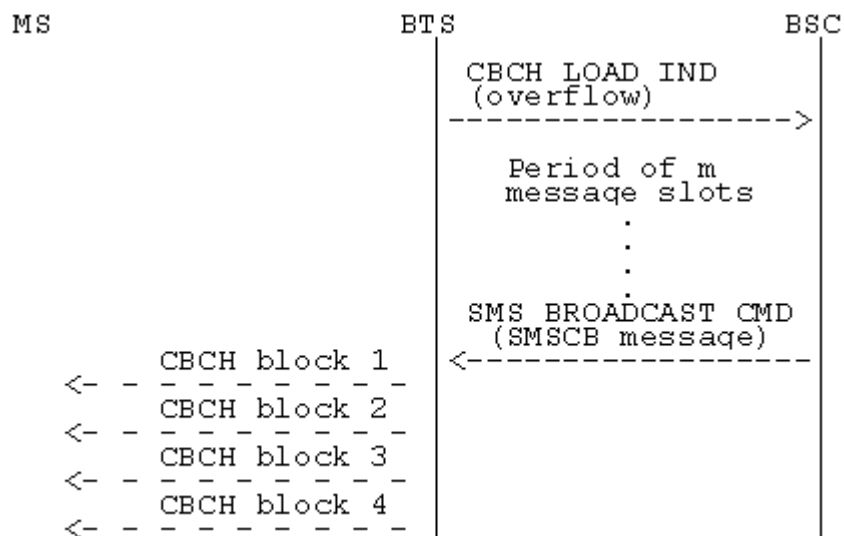 MS BTS BSC
CBCH LOAD IND
(overflow)
Period of m
message slots
SMS BROADCAST CMD
(SMSCB message)
CBCH block 1
CBCH block 2
CBCH block 3
CBCH block 4